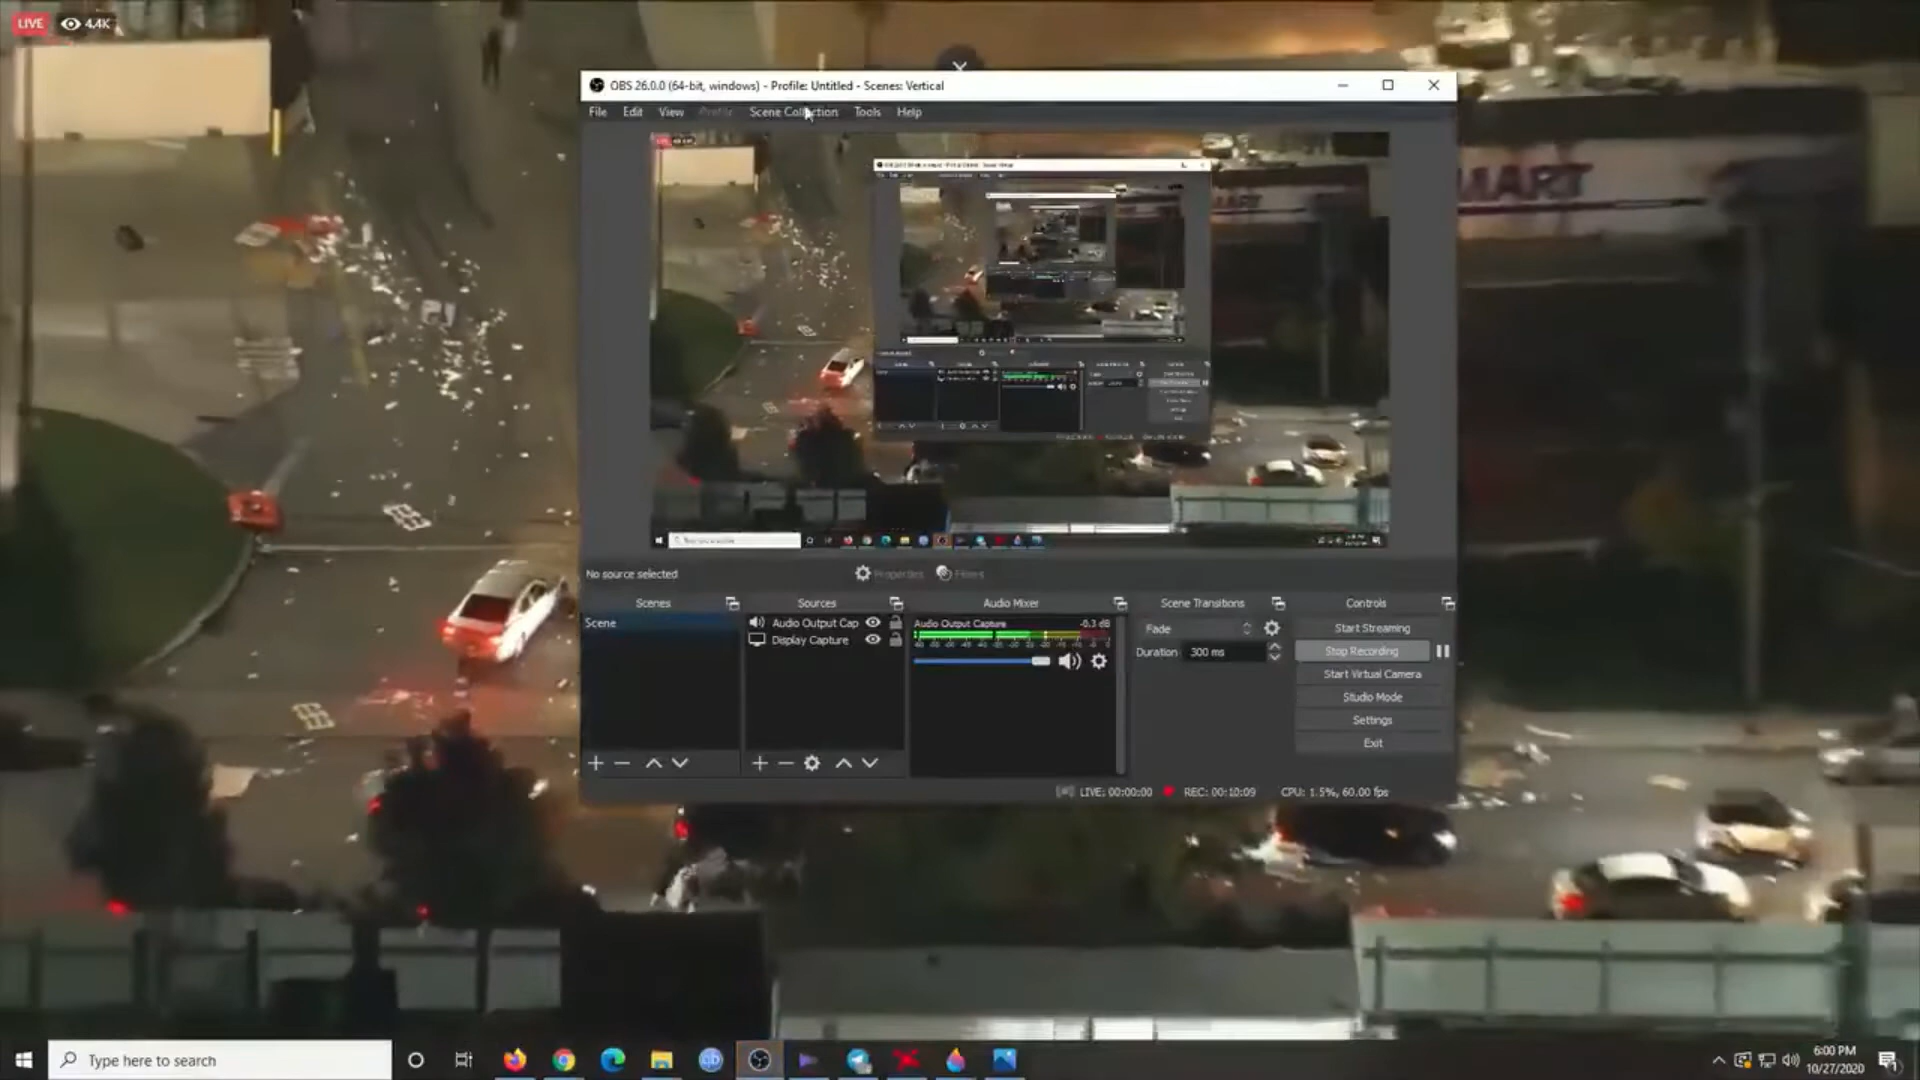 LIVE 4.4K
OBS 26.0.0 (64-bit, windows) - Profile: Untitled - Scenes: Vertical
File Edit View Profile Scene Collection Tools Help
MART
No source selected
Properties Filters
Scenes
Sources
Audio Mixer
Scene Transitions
Controls
Scene
Audio Output Cap
Display Capture
Audio Output Capture -0.3 dB
Fade
Duration 300 ms
Start Streaming
Stop Recording
Start Virtual Camera
Studio Mode
Settings
Exit
LIVE: 00:00:00 REC: 00:10:09 CPU: 1.5%, 60.00 fps
Type here to search
6:00 PM
10/27/2020